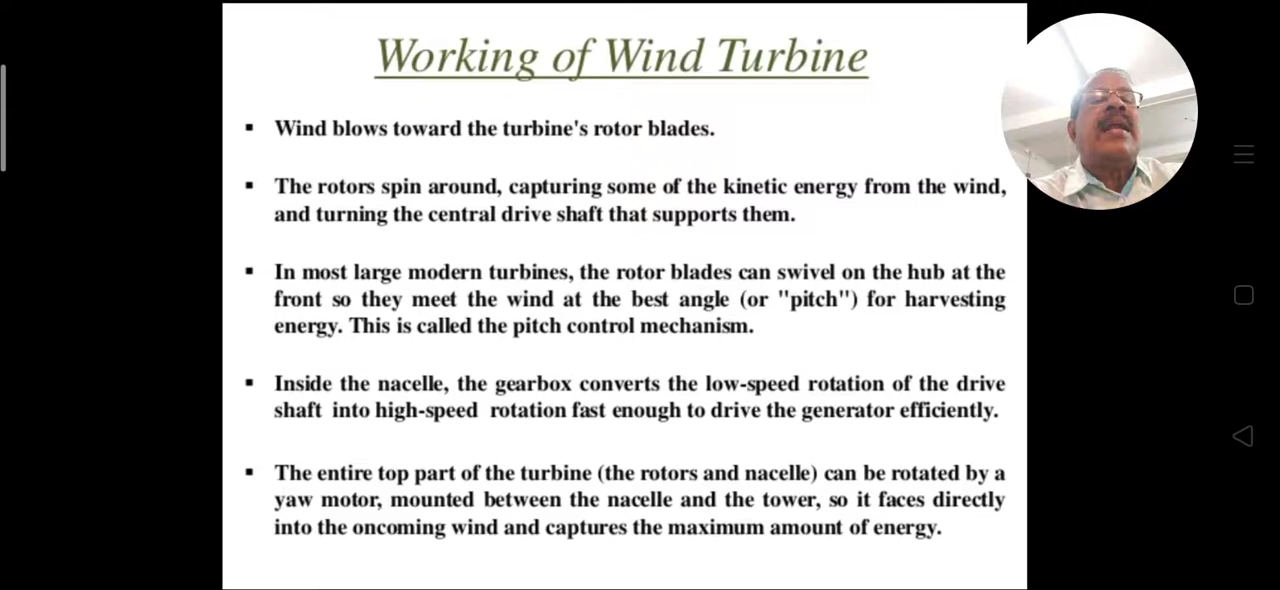 Working of Wind Turbine
▪ Wind blows toward the turbine's rotor blades.
▪ The rotors spin around, capturing some of the kinetic energy from the wind,
and turning the central drive shaft that supports them.
▪ In most large modern turbines, the rotor blades can swivel on the hub at the
front so they meet the wind at the best angle (or "pitch") for harvesting
energy. This is called the pitch control mechanism.
▪ Inside the nacelle, the gearbox converts the low-speed rotation of the drive
shaft into high-speed rotation fast enough to drive the generator efficiently.
▪ The entire top part of the turbine (the rotors and nacelle) can be rotated by a
yaw motor, mounted between the nacelle and the tower, so it faces directly
into the oncoming wind and captures the maximum amount of energy.